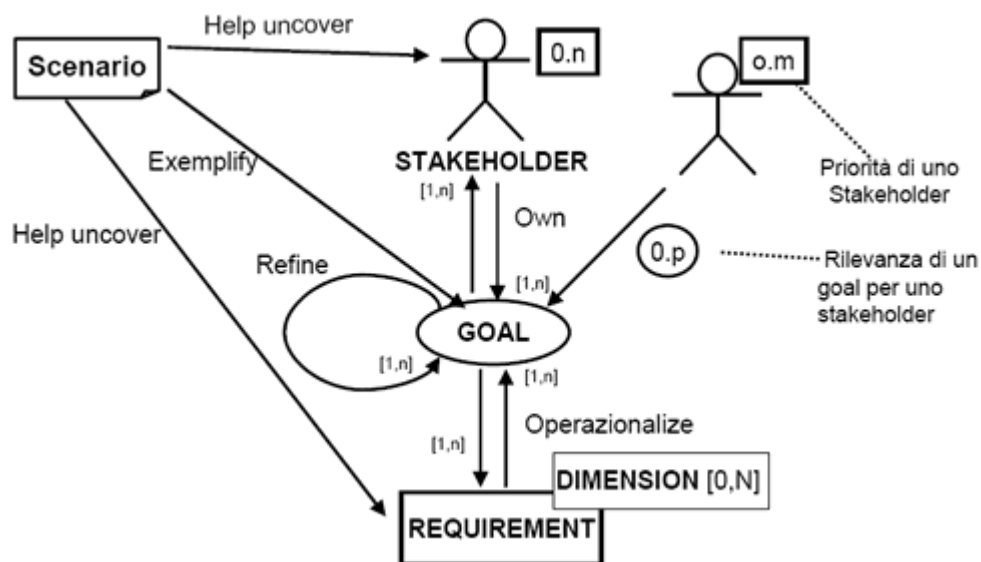 Help uncover
Scenario
0.n
o.m
Exemplify
STAKEHOLDER
[1,n]
Own
Priorità di uno
Stakeholder
Help uncover
Refine
0.p
Rilevanza di un
goal per uno
stakeholder
[1,n]
GOAL
[1,n]
[1,n]
[1,n]
Operazionalize
DIMENSION [0,N]
REQUIREMENT